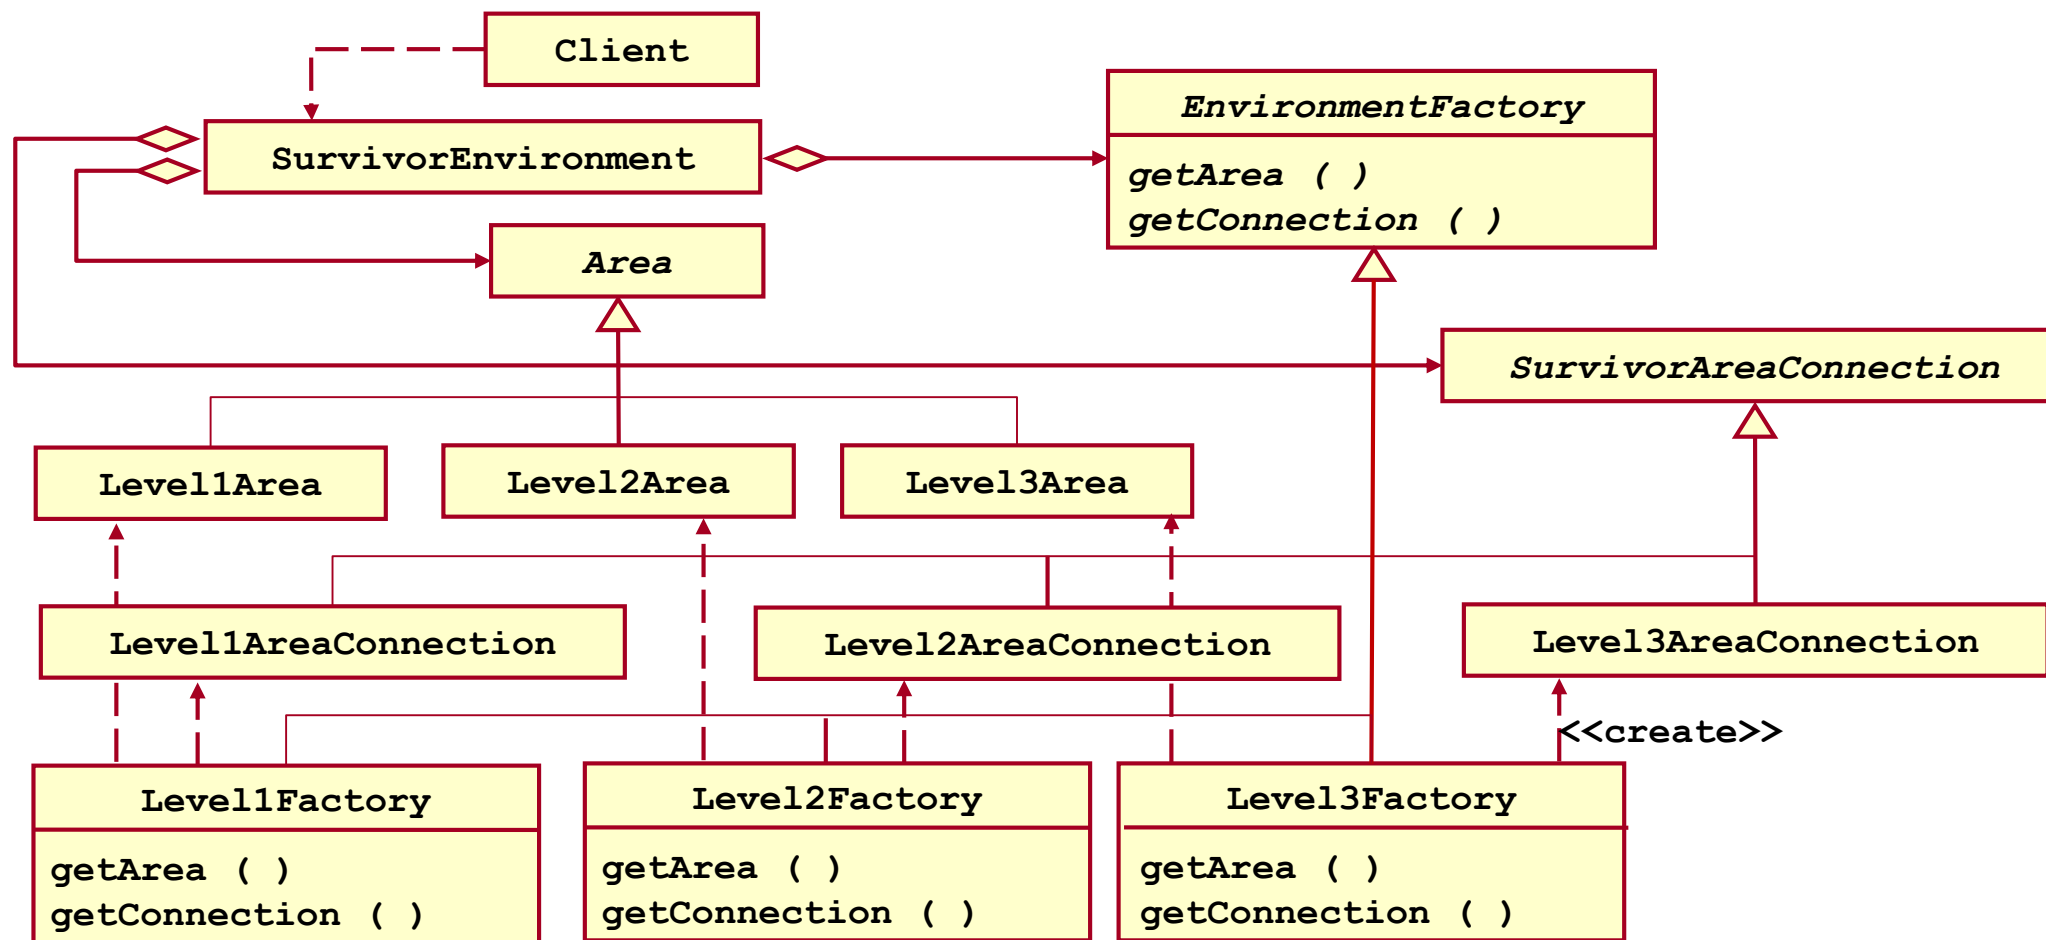 Client
EnvironmentFactory
SurvivorEnvironment
getArea ( )
getConnection ( )
Area
SurvivorAreaConnection
Level1Area
Level2Area
Level3Area
Level1AreaConnection
Level2AreaConnection
Level3AreaConnection
<<create>>
Level1Factory
getArea ( )
getConnection ( )
Level2Factory
getArea ( )
getConnection ( )
Level3Factory
getArea ( )
getConnection ( )